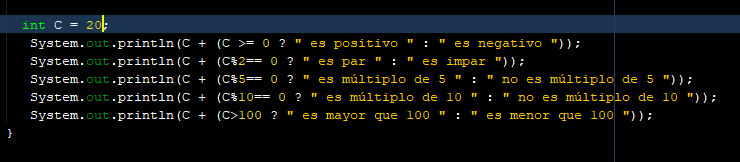 int C = 20;
System.out.println(C + (C >= 0 ? " es positivo " : " es negativo "));
System.out.println(C + (C%2== 0 ? " es par " : " es impar "));
System.out.println(C + (C%5== 0 ? " es múltiplo de 5 " : " no es múltiplo de 5 "));
System.out.println(C + (C%10== 0 ? " es múltiplo de 10 " : " no es múltiplo de 10 "));
System.out.println(C + (C>100 ? " es mayor que 100 " : " es menor que 100 "));
}